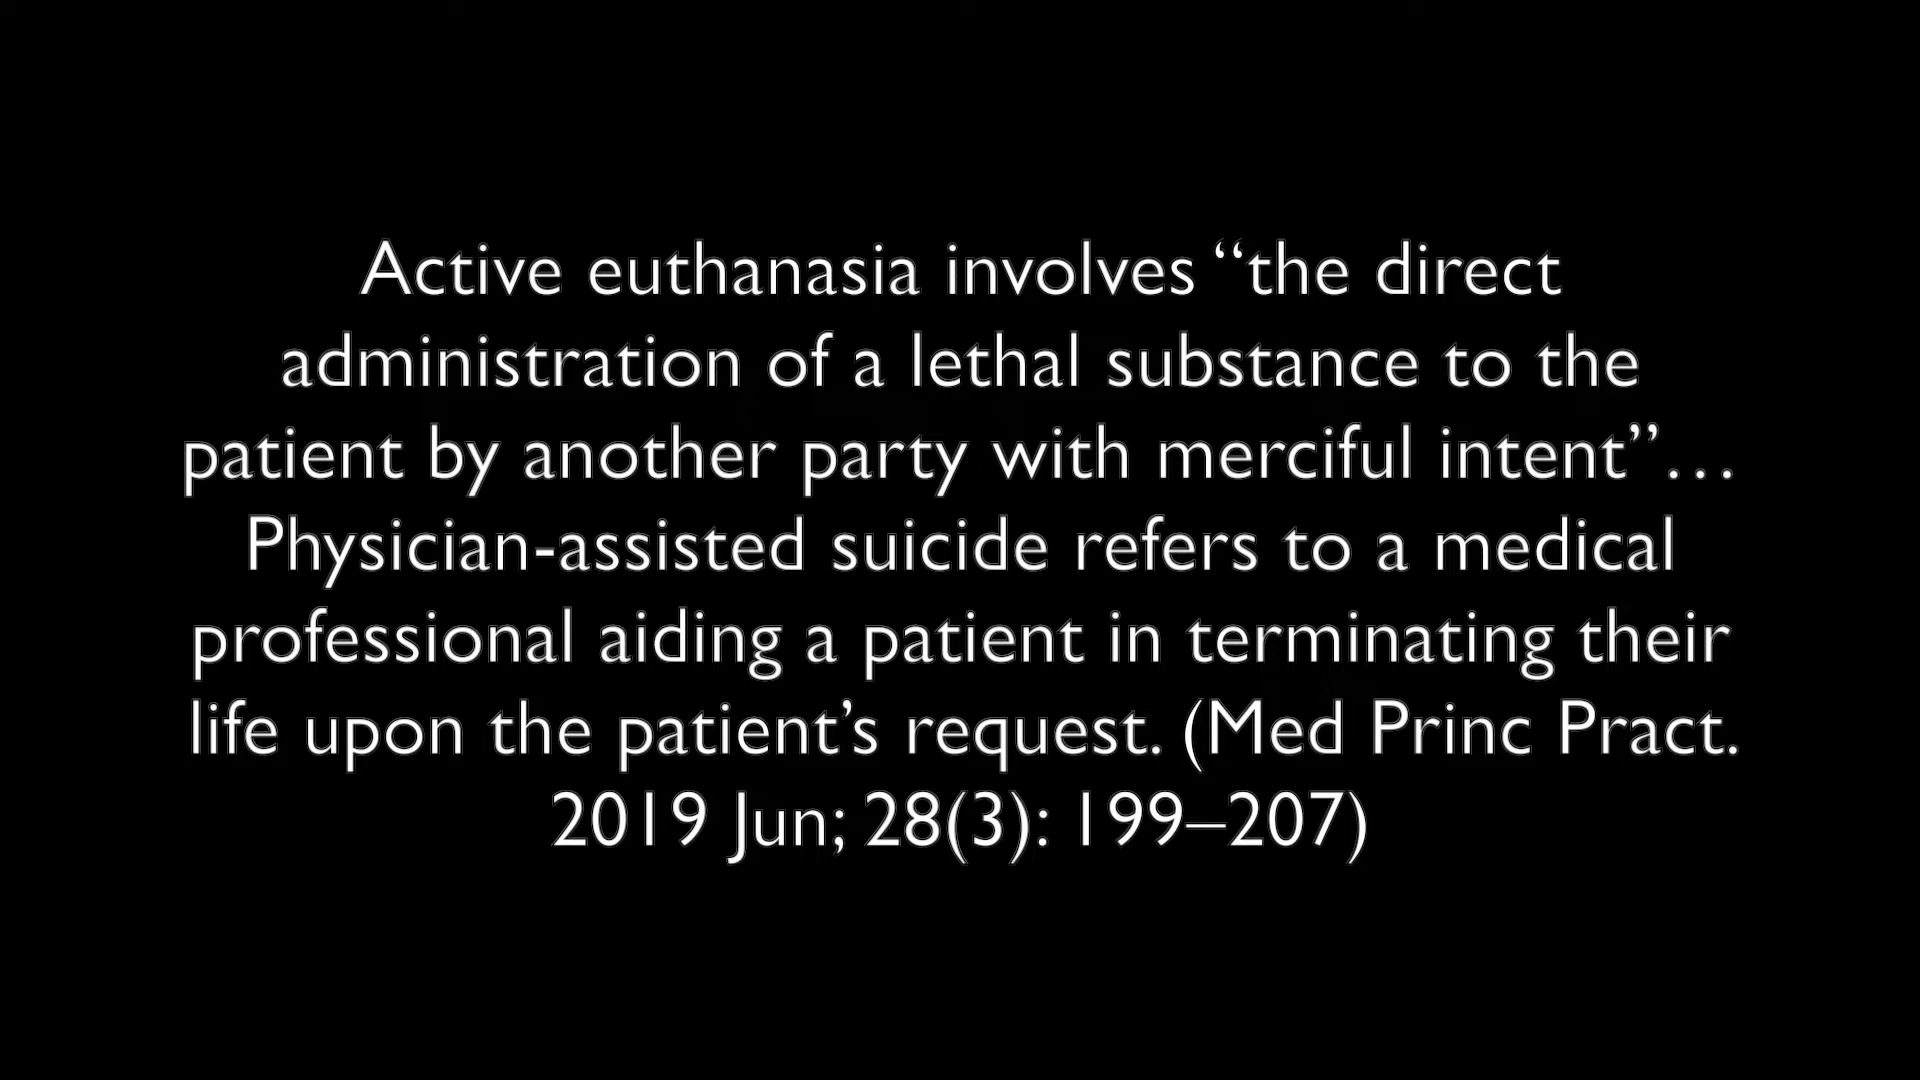 Active euthanasia involves “the direct
administration of a lethal substance to the
patient by another party with merciful intent”…
Physician-assisted suicide refers to a medical
professional aiding a patient in terminating their
life upon the patient’s request. (Med Princ Pract.
2019 Jun; 28(3): 199–207)